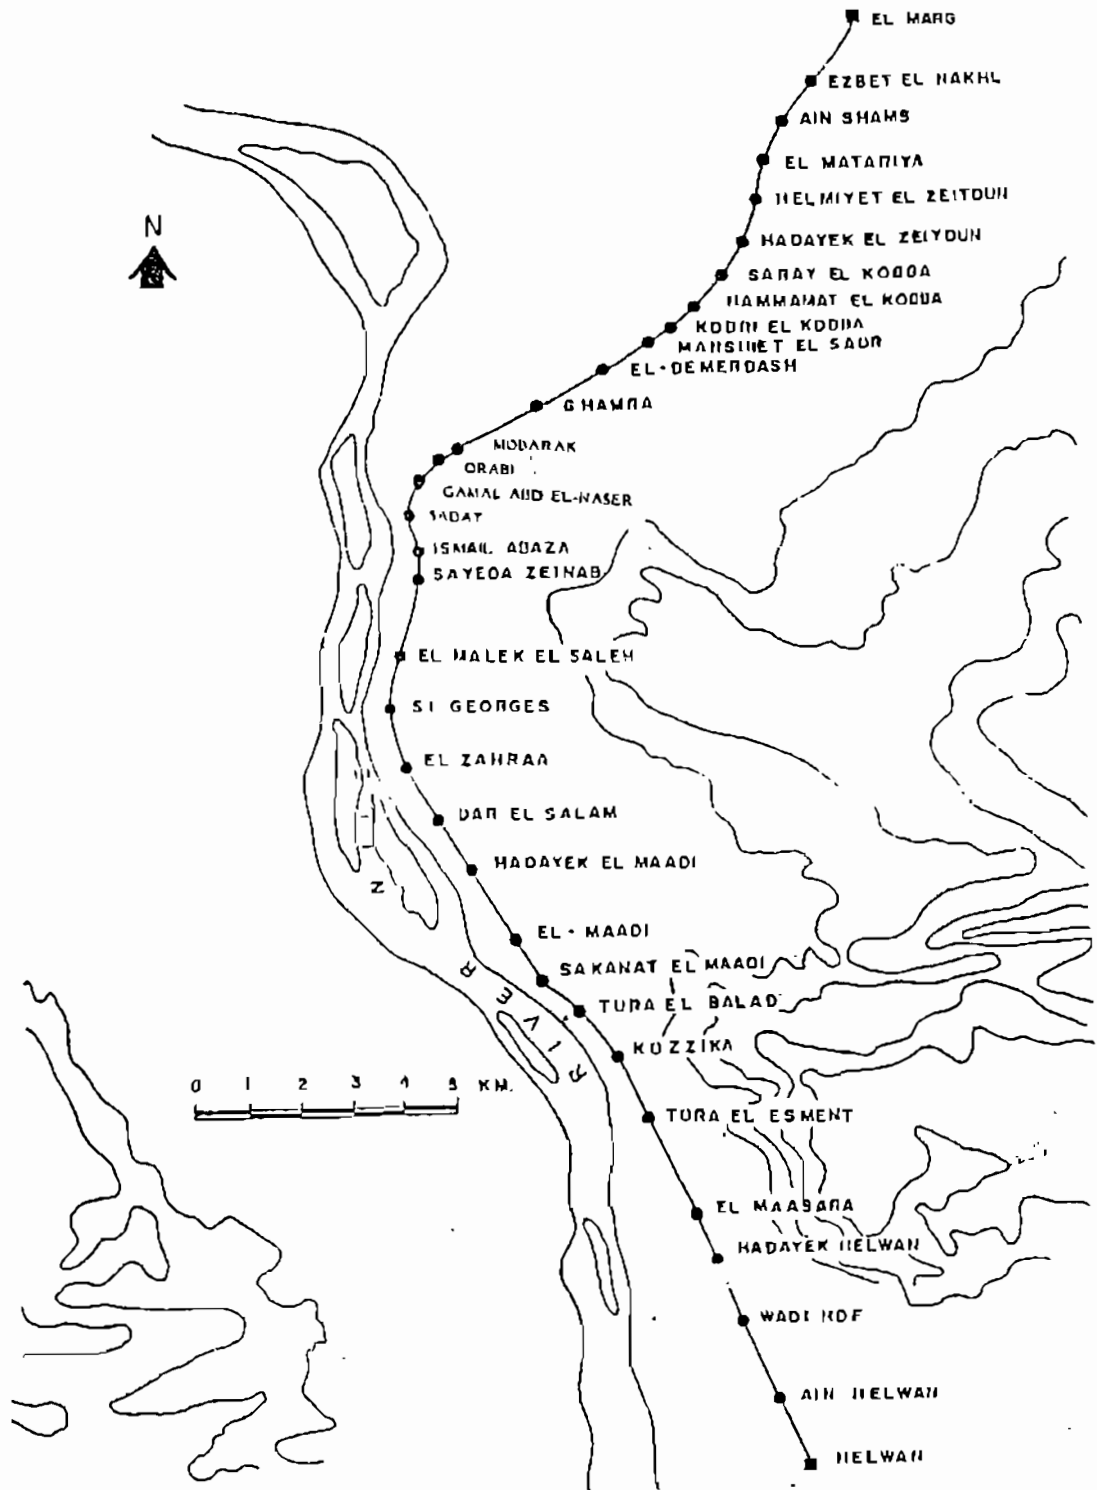 EL MARG
EZBET EL NAKHL
AIN SHAMS
EL MATARIYA
N
HELMIYET EL ZEITOUN
HADAYEK EL ZEIYOUN
SARAY EL KOBBA
HAMMAMAT EL KOBBA
KOBRI EL KOBBA
MANSHIET EL SADR
EL-DEMERDASH
GHAMRA
MOBARAK
ORABI
GAMAL ABD EL-NASER
SADAT
ISMAIL ABAZA
SAYEDA ZEINAB
EL MALEK EL SALEH
ST GEORGES
EL ZAHRAA
DAR EL SALAM
HADAYEK EL MAADI
N
EL-MAADI
SAKANAT EL MAADI
RIVER
TURA EL BALAD
KOZZIKA
0 1 2 3 4 5 KM.
TURA EL ESMENT
EL MAASARA
HADAYEK HELWAN
WADI HOF
AIN HELWAN
HELWAN